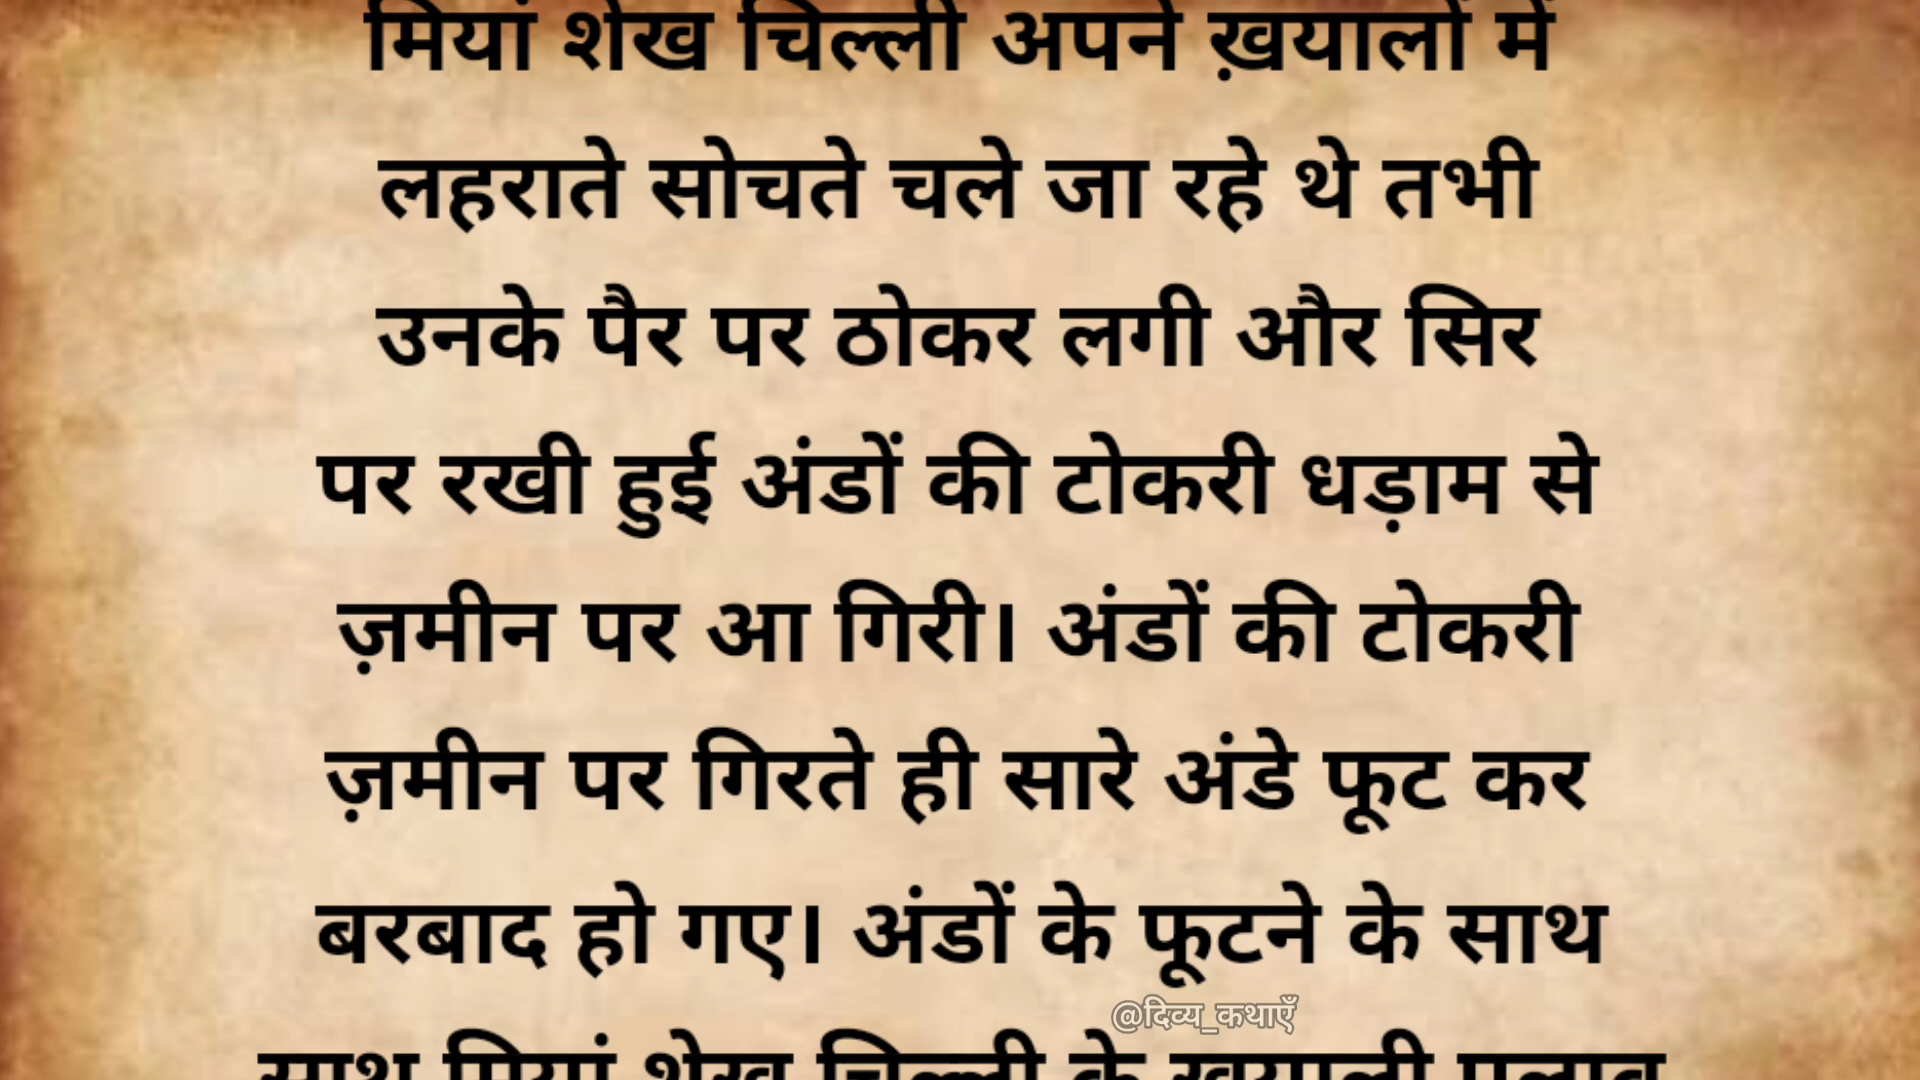 मियां शेख चिल्ली अपने ख़यालों में
लहराते सोचते चले जा रहे थे तभी
उनके पैर पर ठोकर लगी और सिर
पर रखी हुई अंडों की टोकरी धड़ाम से
ज़मीन पर आ गिरी। अंडों की टोकरी
ज़मीन पर गिरते ही सारे अंडे फूट कर
बरबाद हो गए। अंडों के फूटने के साथ
@दिव्य_कथाएँ
साथ मियां शेख चिल्ली के ख़याली पुलाव